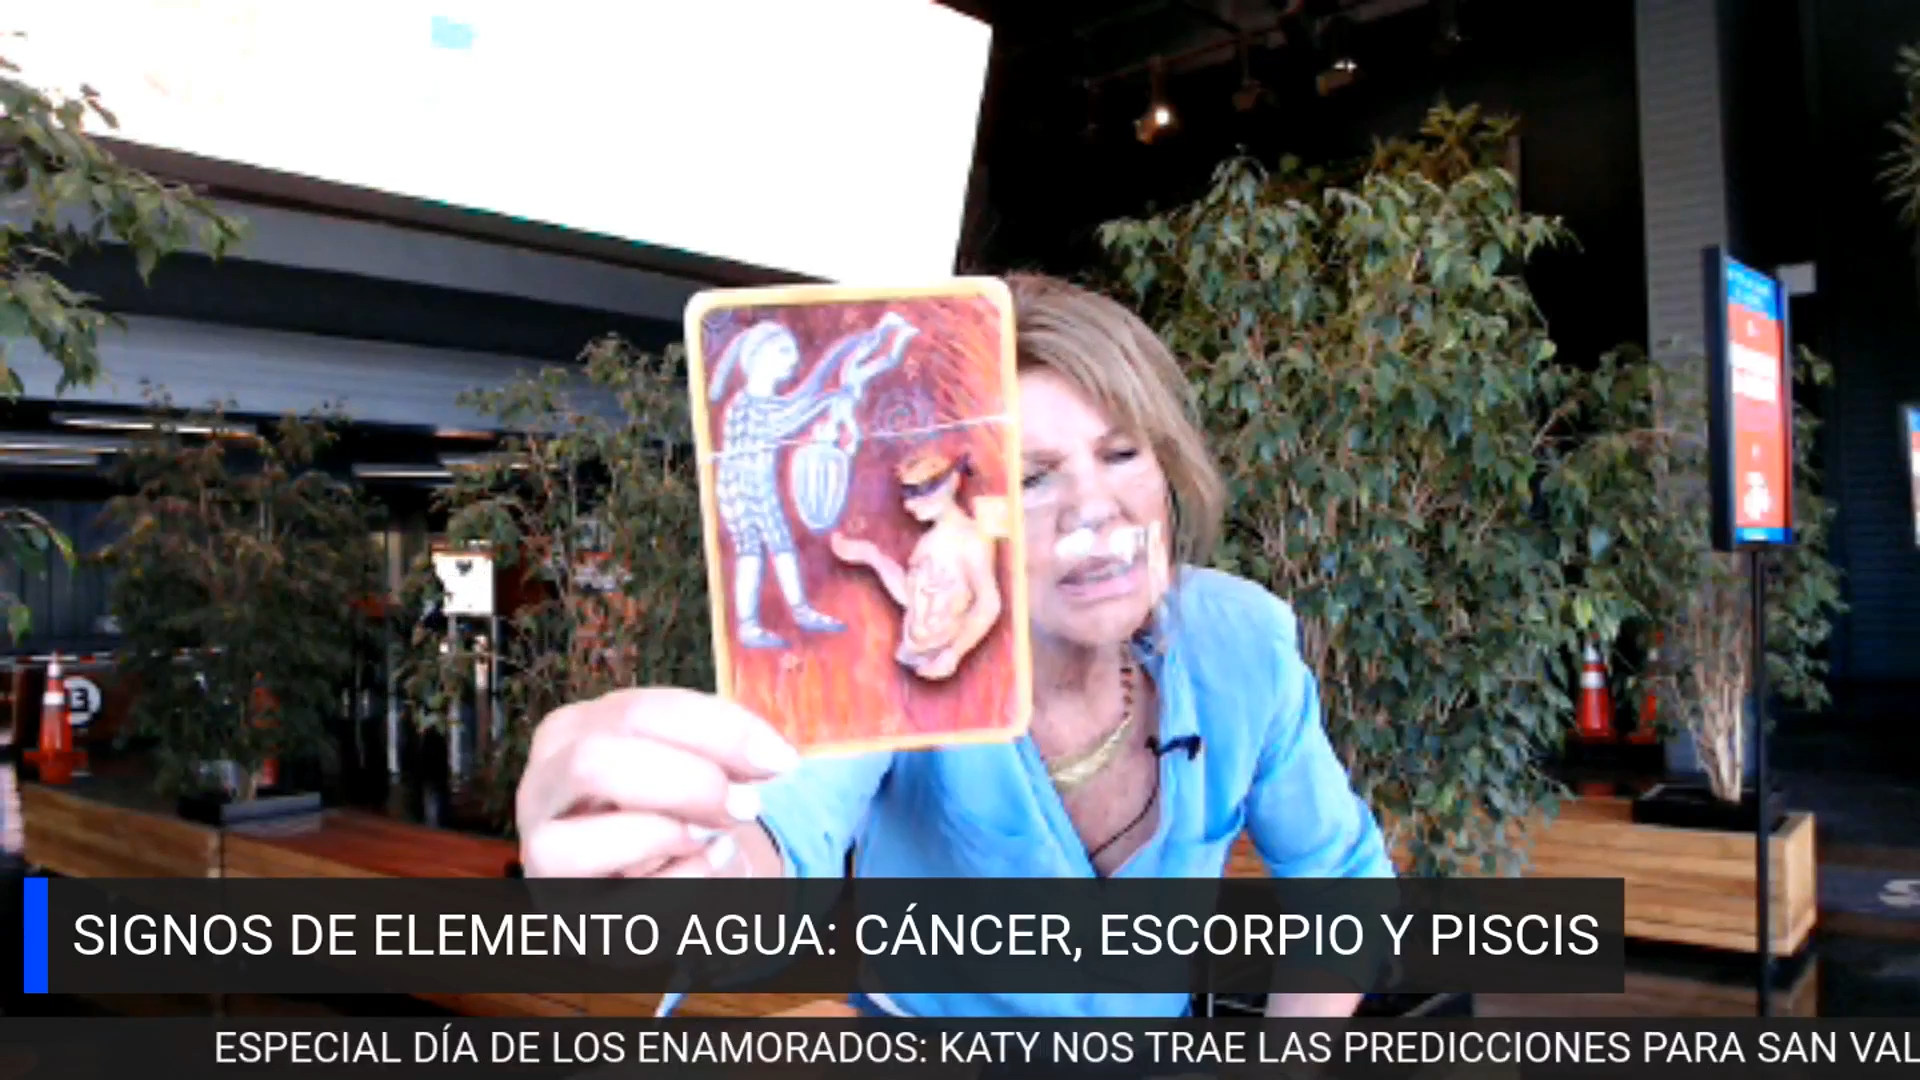 SIGNOS DE ELEMENTO AGUA: CÁNCER, ESCORPIO Y PISCIS
ESPECIAL DÍA DE LOS ENAMORADOS: KATY NOS TRAE LAS PREDICCIONES PARA SAN VAL